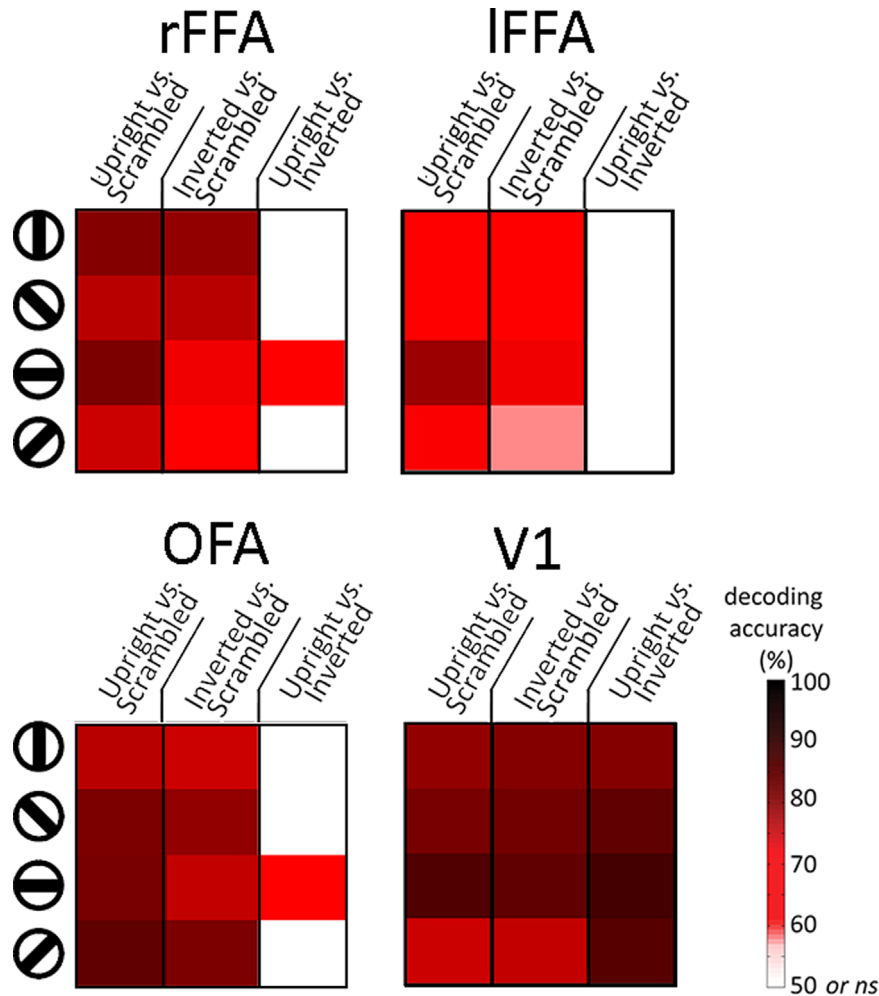 rFFA
lFFA
Upright vs.
Scrambled
Inverted vs.
Scrambled
Upright vs.
Inverted
Upright vs.
Scrambled
Inverted vs.
Scrambled
Upright vs.
Inverted
OFA
V1
Upright vs.
Scrambled
Inverted vs.
Scrambled
Upright vs.
Inverted
Upright vs.
Scrambled
Inverted vs.
Scrambled
Upright vs.
Inverted
decoding
accuracy
(%)
100
90
80
70
60
50 or ns